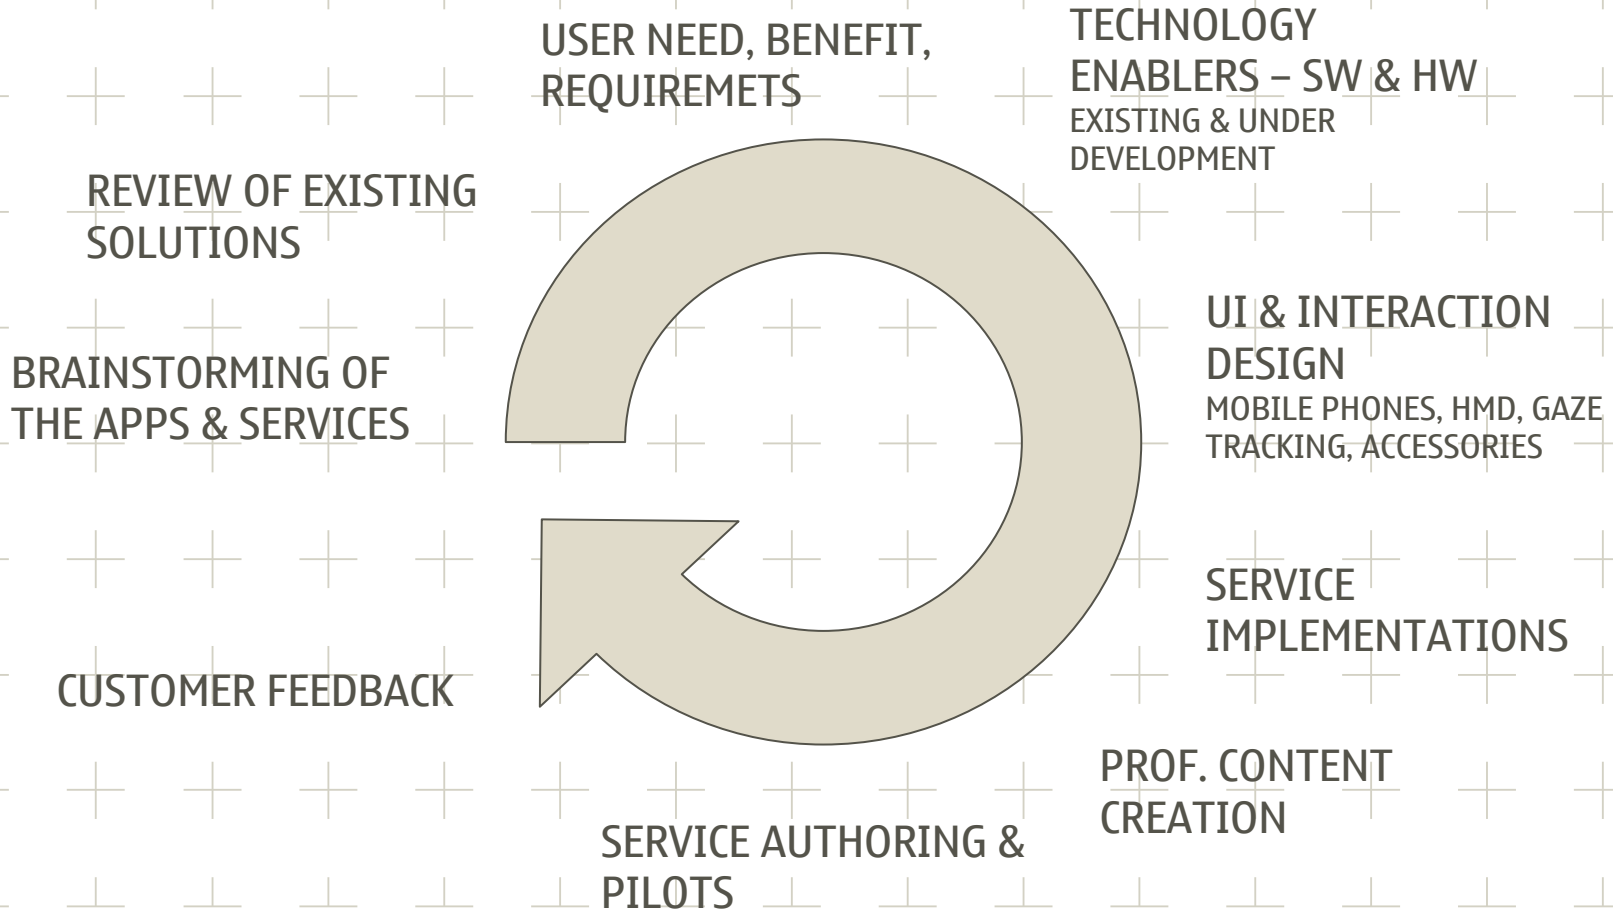 USER NEED, BENEFIT,
REQUIREMETS
TECHNOLOGY
ENABLERS – SW & HW
EXISTING & UNDER
DEVELOPMENT
REVIEW OF EXISTING
SOLUTIONS
UI & INTERACTION
DESIGN
MOBILE PHONES, HMD, GAZE
TRACKING, ACCESSORIES
BRAINSTORMING OF
THE APPS & SERVICES
SERVICE
IMPLEMENTATIONS
CUSTOMER FEEDBACK
PROF. CONTENT
CREATION
SERVICE AUTHORING &
PILOTS